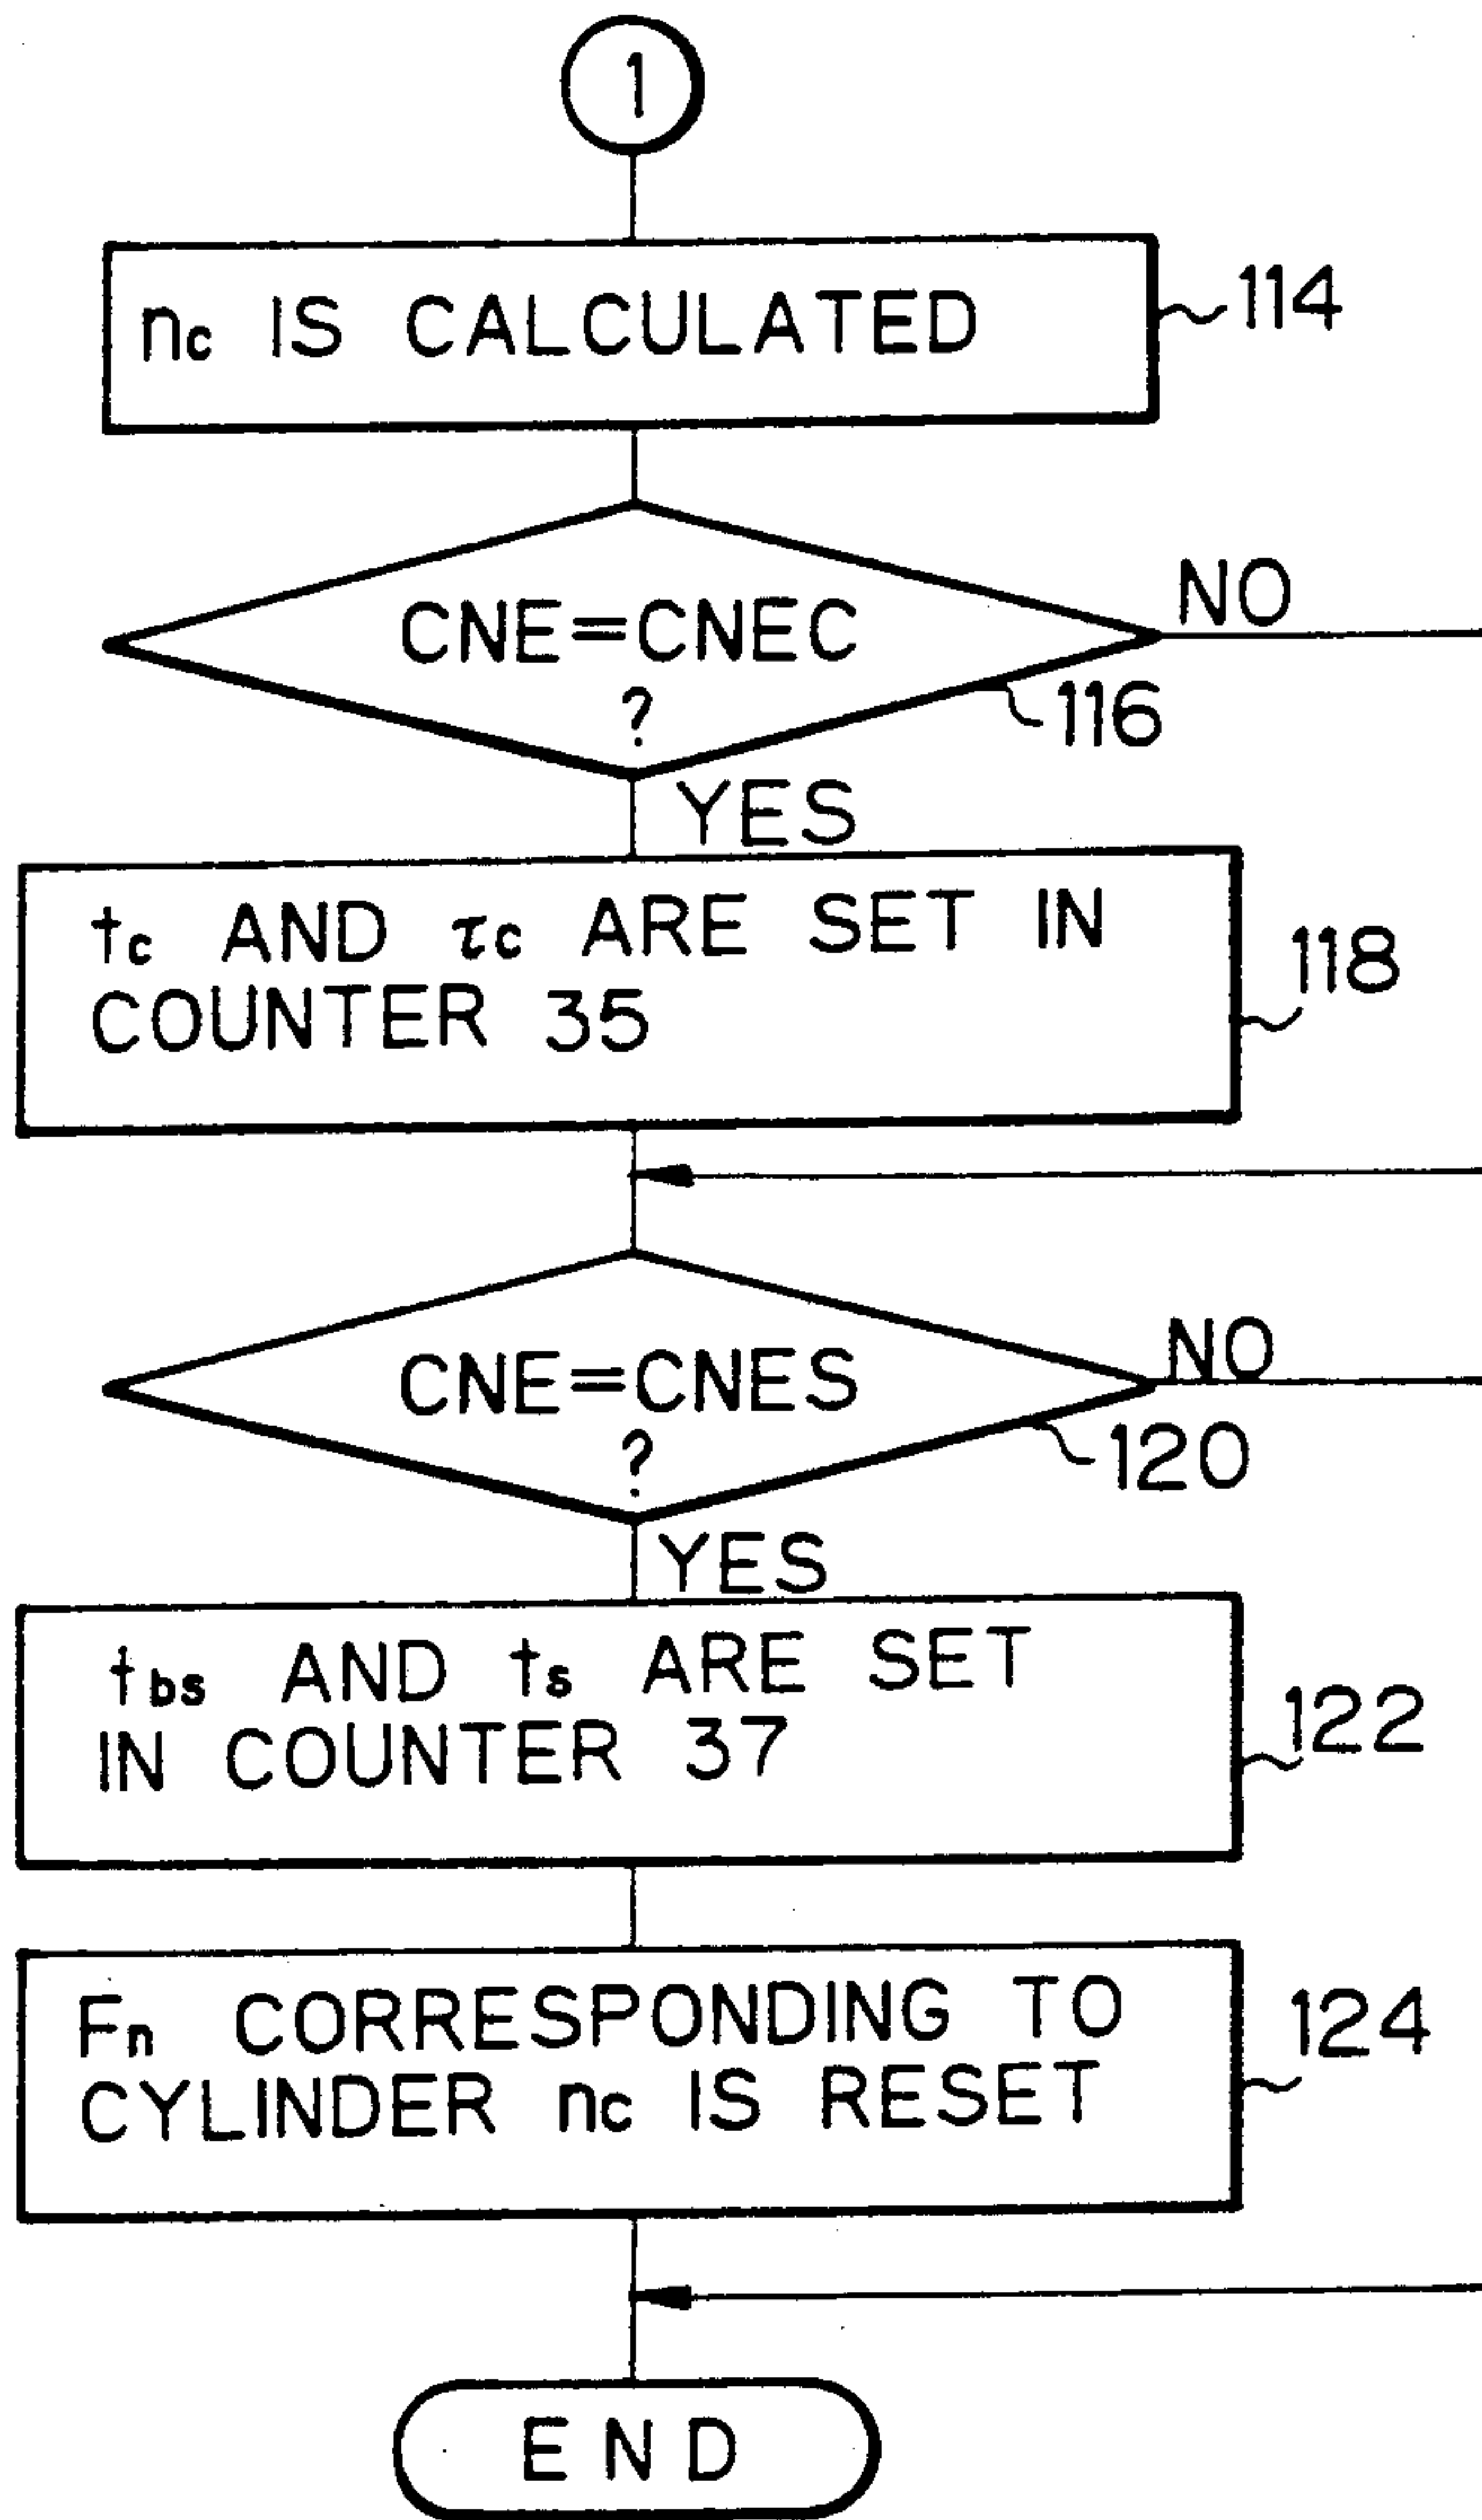 1
nc IS CALCULATED
114
CNE=CNEC
?
NO
116
YES
tc AND τc ARE SET IN
COUNTER 35
118
CNE=CNES
?
NO
120
YES
tbs AND ts ARE SET
IN COUNTER 37
122
Fn CORRESPONDING TO
CYLINDER nc IS RESET
124
END